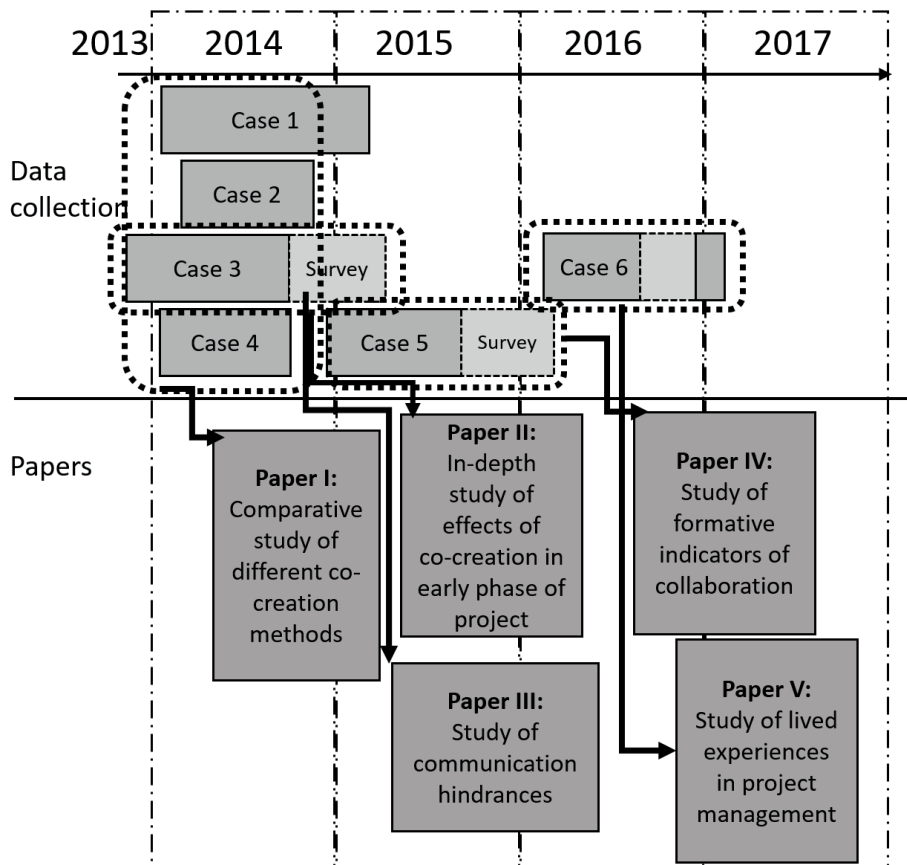 2013
2014
2015
2016
2017
Data
collection
Case 1
Case 2
Case 3
Survey
Case 6
Case 4
Case 5
Survey
Papers
Paper I:
Comparative
study of
different co-
creation
methods
Paper II:
In-depth
study of
effects of
co-creation in
early phase of
project
Paper III:
Study of
communication
hindrances
Paper IV:
Study of
formative
indicators of
collaboration
Paper V:
Study of lived
experiences
in project
management